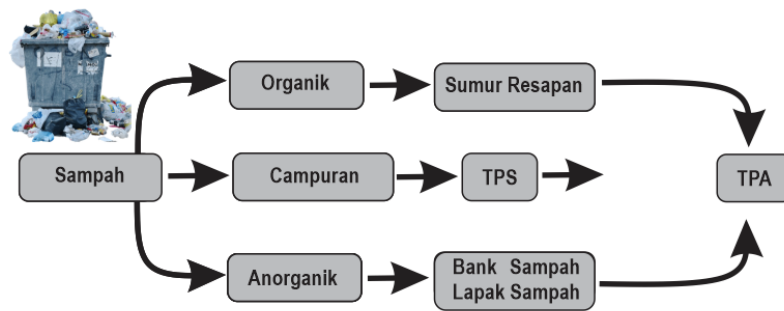 Organik
Sumur Resapan
Sampah
Campuran
TPS
TPA
Anorganik
Bank Sampah
Lapak Sampah